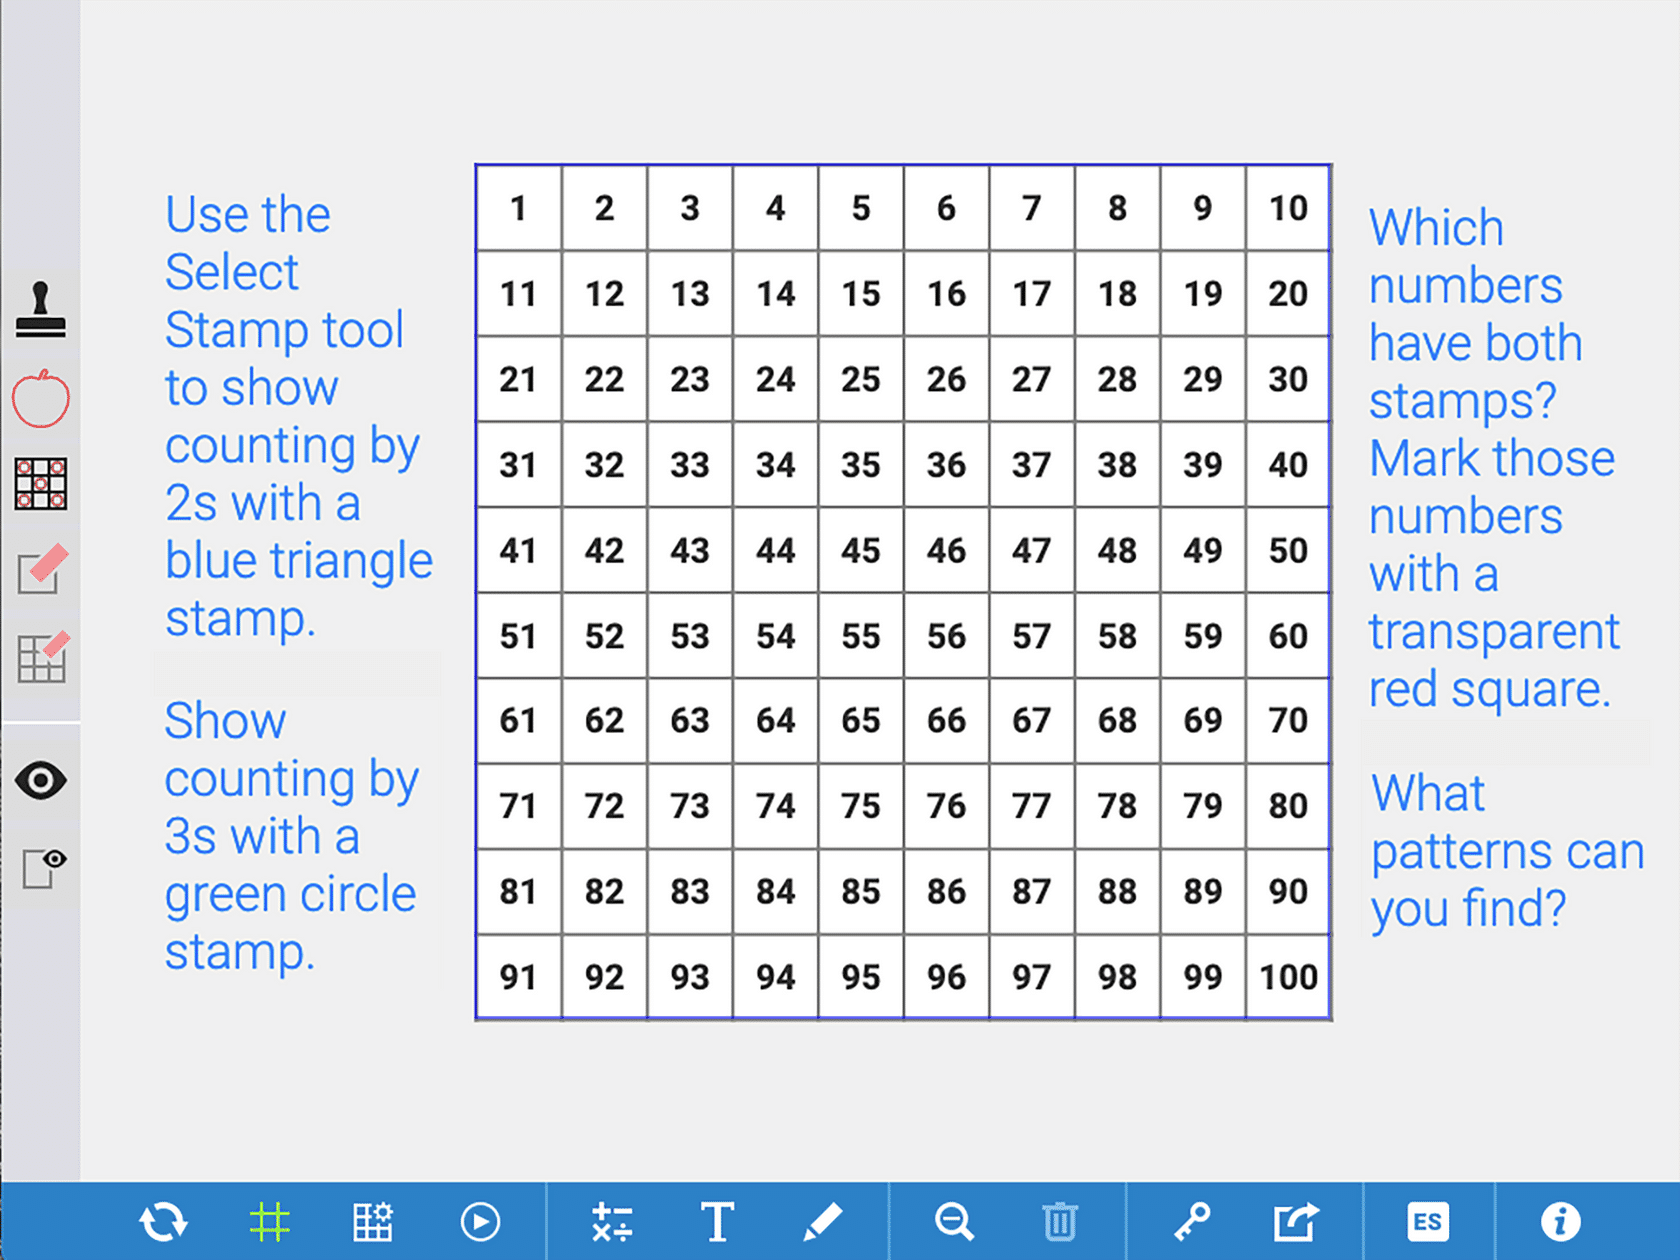 Use the
Select
Stamp tool
to show
counting by
2s with a
blue triangle
stamp.
Show
counting by
3s with a
green circle
stamp.
1 2 3 4 5 6 7 8 9 10
11 12 13 14 15 16 17 18 19 20
21 22 23 24 25 26 27 28 29 30
31 32 33 34 35 36 37 38 39 40
41 42 43 44 45 46 47 48 49 50
51 52 53 54 55 56 57 58 59 60
61 62 63 64 65 66 67 68 69 70
71 72 73 74 75 76 77 78 79 80
81 82 83 84 85 86 87 88 89 90
91 92 93 94 95 96 97 98 99 100
Which
numbers
have both
stamps?
Mark those
numbers
with a
transparent
red square.
What
patterns can
you find?
T
ES